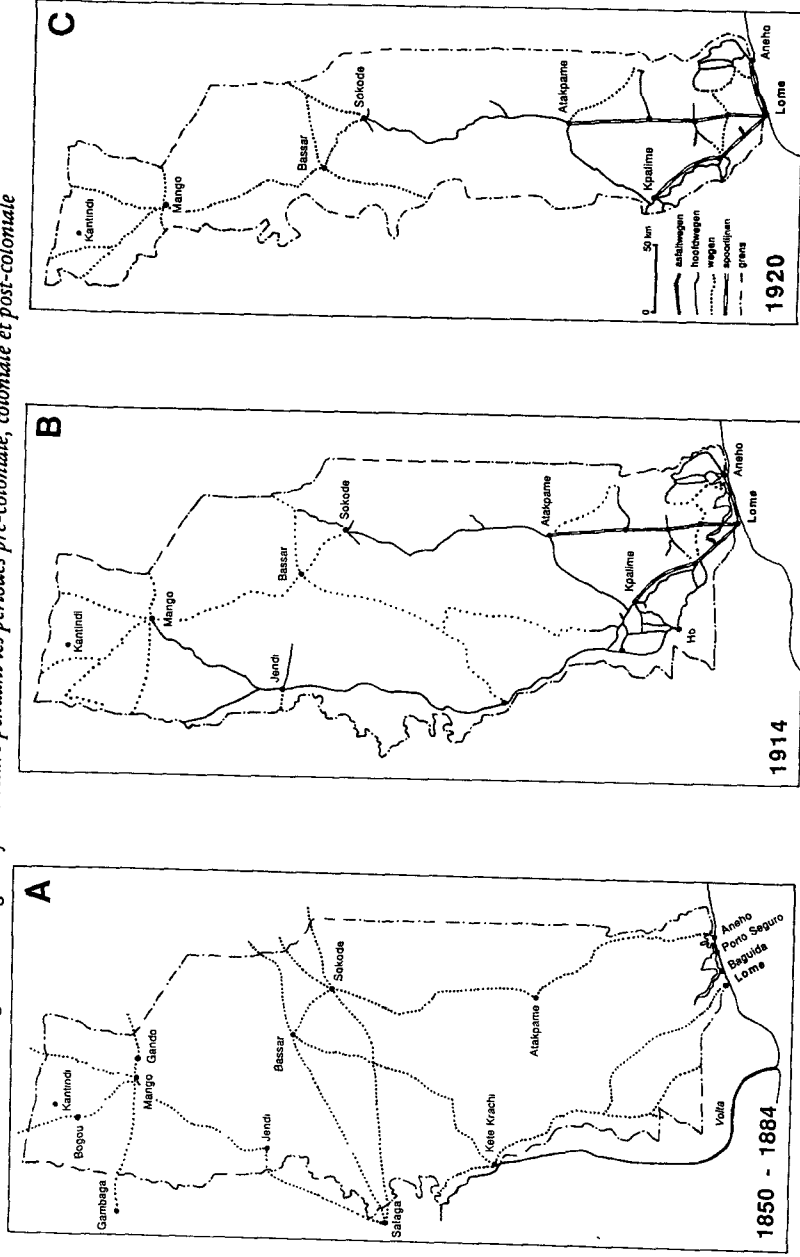 pendant les périodes pré-coloniale, coloniale et post-coloniale
A
Kantindi
Bogou
Gambaga
Mango
Gando
Jendi
Bassar
Sokode
Salaga
Kete Krachi
Atakpame
Volta
Aneho
Porto Seguro
Baguida
Lome
1850 - 1884
B
Kantindi
Mango
Jendi
Bassar
Sokode
Atakpame
Kpalime
Ho
Aneho
Lome
1914
C
Kantindi
Mango
Bassar
Sokode
Atakpame
Kpalime
Aneho
Lome
0 50 km
asfaltwegen
hoofdwegen
wegen
spoorlijnen
grens
1920